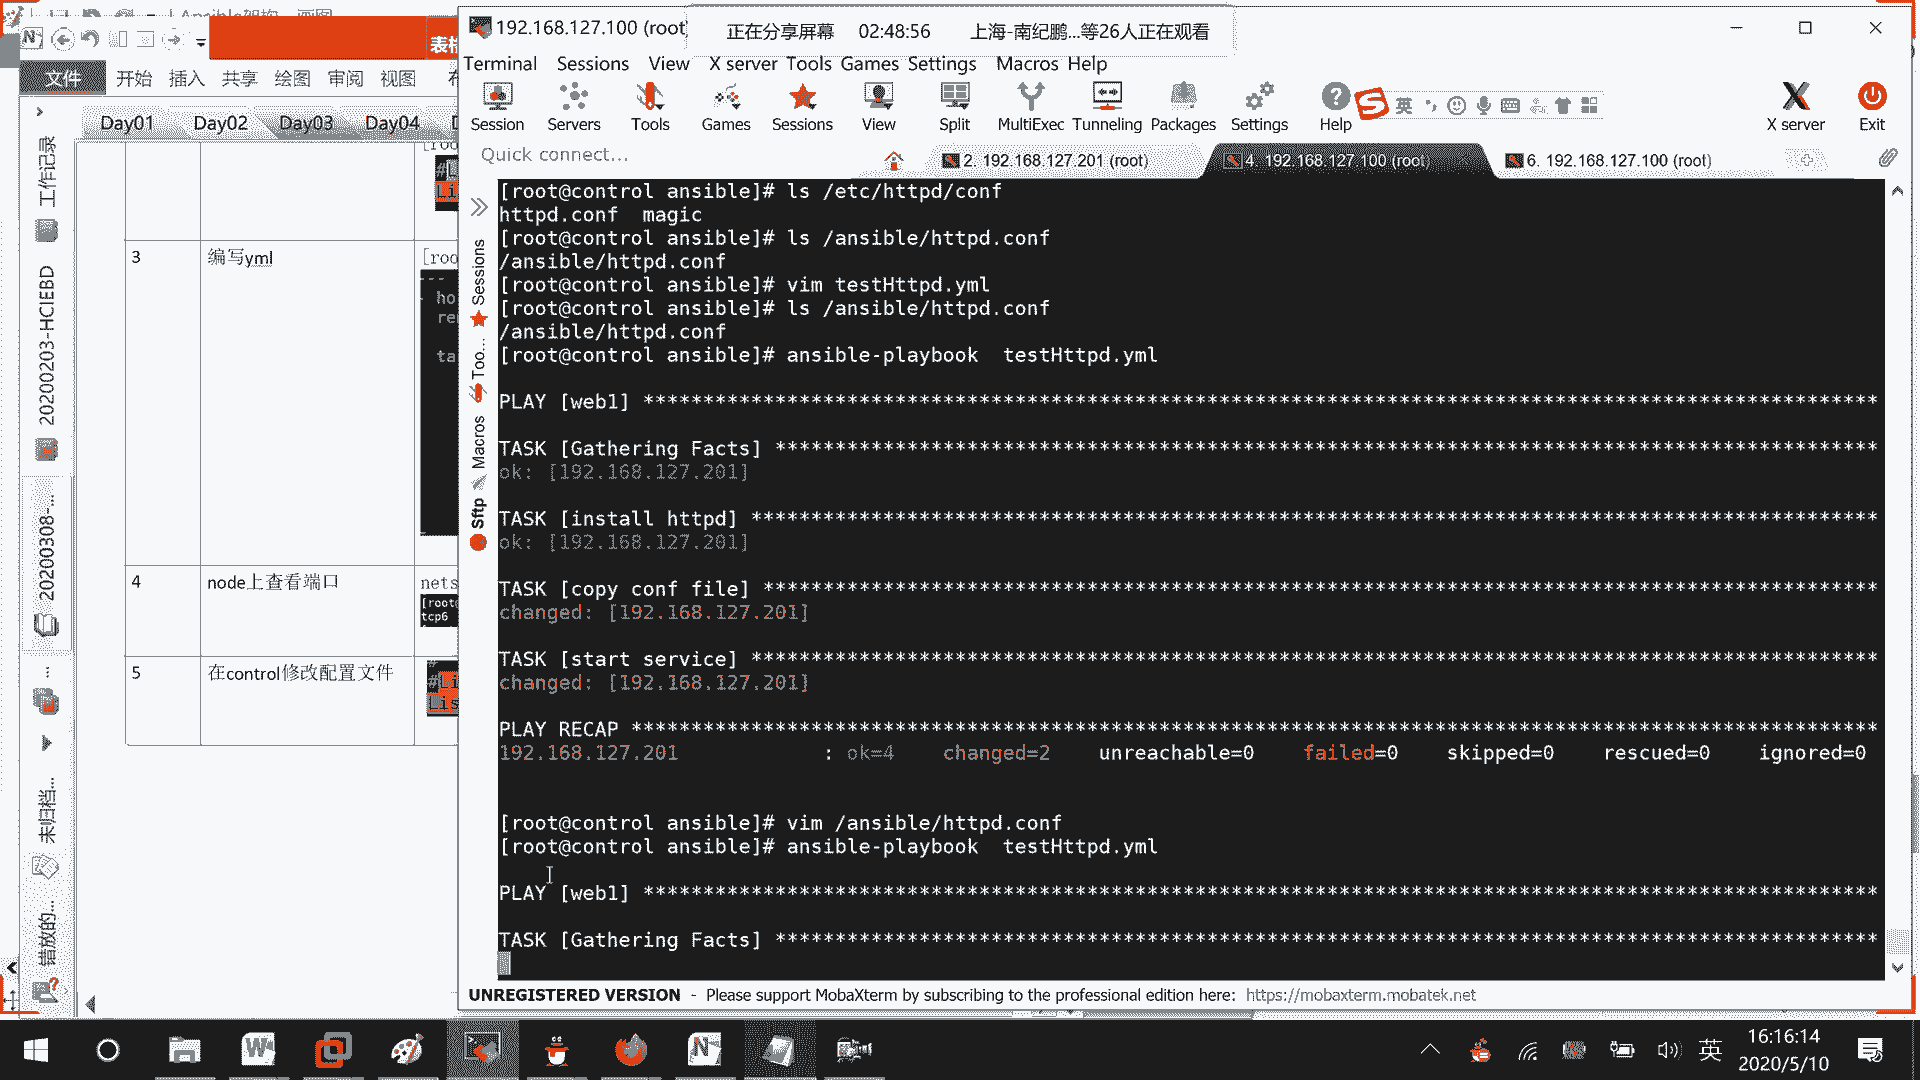 192.168.127.100 (root
正在分享屏幕 02:48:56 上海-南纪鹏...等26人正在观看
Terminal Sessions View X server Tools Games Settings Macros Help
Session Servers Tools Games Sessions View Split MultiExec Tunneling Packages Settings Help
英
X server Exit
Quick connect...
2. 192.168.127.201 (root)
4. 192.168.127.100 (root)
6. 192.168.127.100 (root)
文件 开始 插入 共享 绘图 审阅 视图
Day01 Day02 Day03 Day04
工作记录
20200203-HCIEBD
20200308-...
未归档...
错放的...
3 编写yml [roo
4 node上查看端口 nets
[root@
tcp6
5 在control修改配置文件
Sessions
Too...
Macros
Sftp
[root@control ansible]# ls /etc/httpd/conf
httpd.conf  magic
[root@control ansible]# ls /ansible/httpd.conf
/ansible/httpd.conf
[root@control ansible]# vim testHttpd.yml
[root@control ansible]# ls /ansible/httpd.conf
/ansible/httpd.conf
[root@control ansible]# ansible-playbook  testHttpd.yml
PLAY [web1] ****************************************************************************************************
TASK [Gathering Facts] *****************************************************************************************
ok: [192.168.127.201]
TASK [install httpd] *******************************************************************************************
ok: [192.168.127.201]
TASK [copy conf file] ******************************************************************************************
changed: [192.168.127.201]
TASK [start service] *******************************************************************************************
changed: [192.168.127.201]
PLAY RECAP *****************************************************************************************************
192.168.127.201            : ok=4    changed=2    unreachable=0    failed=0    skipped=0    rescued=0    ignored=0
[root@control ansible]# vim /ansible/httpd.conf
[root@control ansible]# ansible-playbook  testHttpd.yml
PLAY [web1] ****************************************************************************************************
TASK [Gathering Facts] *****************************************************************************************
UNREGISTERED VERSION  -  Please support MobaXterm by subscribing to the professional edition here:  https://mobaxterm.mobatek.net
英
16:16:14
2020/5/10